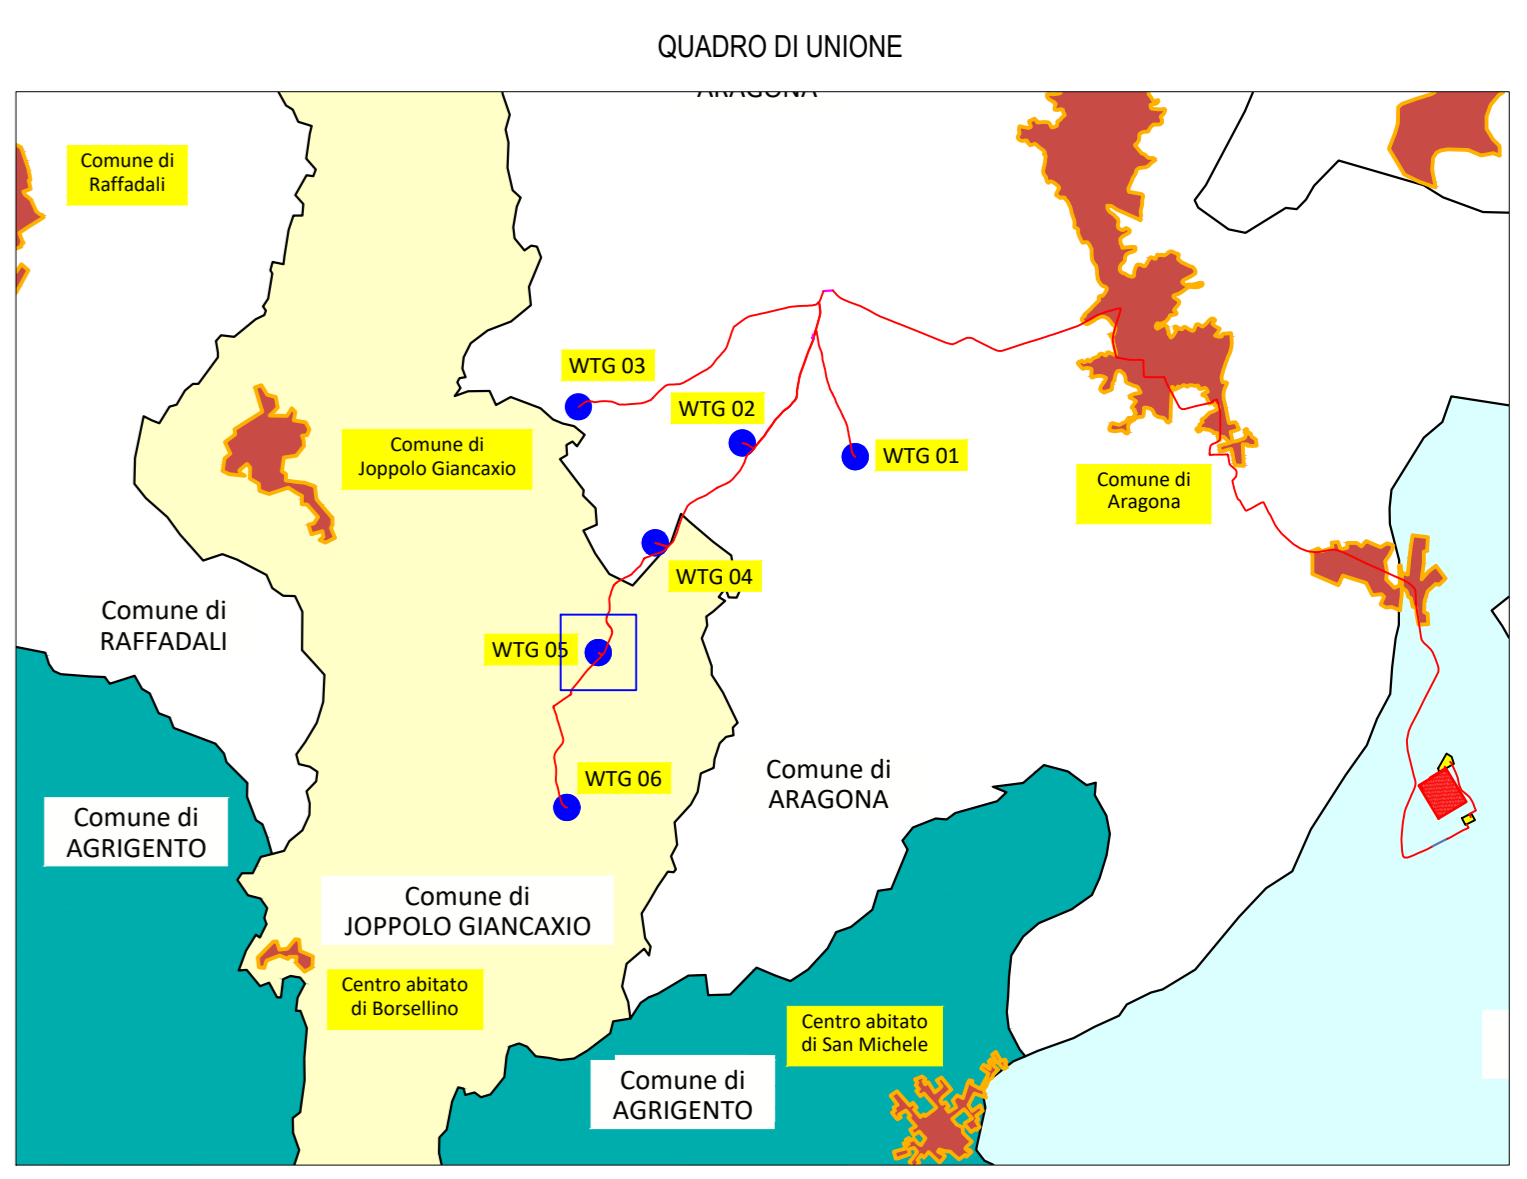 QUADRO DI UNIONE
ARAGONA
Comune di
Raffadali
WTG 03
WTG 02
Comune di
Joppolo Giancaxio
WTG 01
Comune di
Aragona
WTG 04
Comune di
RAFFADALI
WTG 05
WTG 06
Comune di
ARAGONA
Comune di
AGRIGENTO
Comune di
JOPPOLO GIANCAXIO
Centro abitato
di Borsellino
Centro abitato
di San Michele
Comune di
AGRIGENTO